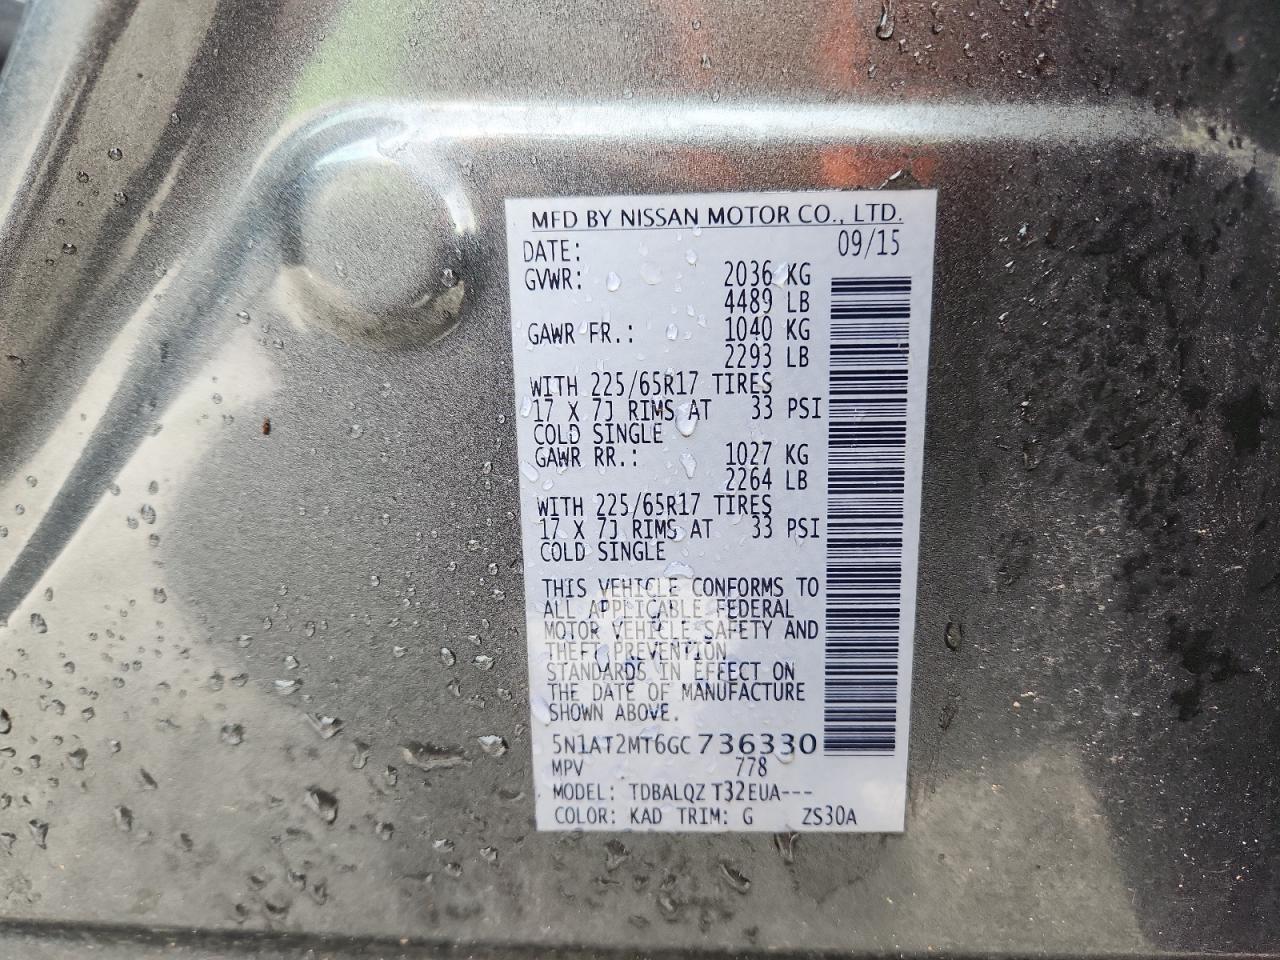 MFD BY NISSAN MOTOR CO., LTD.
DATE: 09/15
GVWR: 2036 KG
4489 LB
GAWR FR.: 1040 KG
2293 LB
WITH 225/65R17 TIRES
17 X 7J RIMS AT 33 PSI
COLD SINGLE
GAWR RR.: 1027 KG
2264 LB
WITH 225/65R17 TIRES
17 X 7J RIMS AT 33 PSI
COLD SINGLE
THIS VEHICLE CONFORMS TO
ALL APPLICABLE FEDERAL
MOTOR VEHICLE SAFETY AND
THEFT PREVENTION
STANDARDS IN EFFECT ON
THE DATE OF MANUFACTURE
SHOWN ABOVE.
5N1AT2MT6GC736330
MPV 778
MODEL: TDBALQZ T32EUA---
COLOR: KAD TRIM: G ZS30A